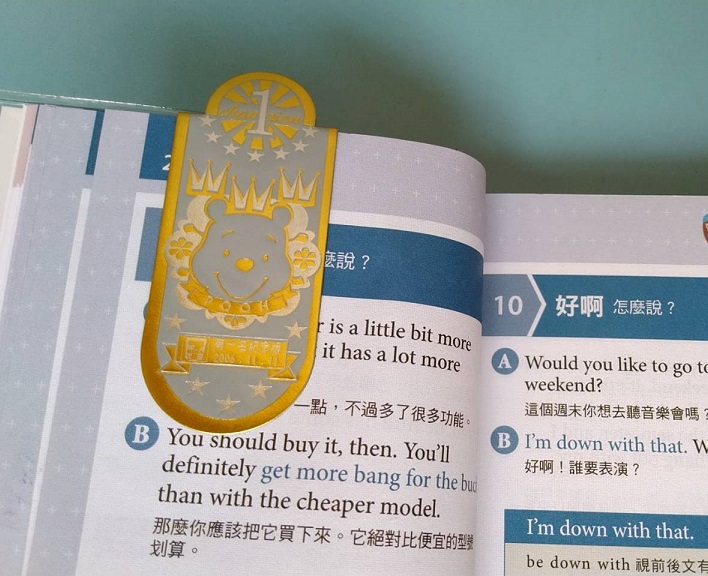 1
2
POOH
2006.11.11
麼說？
r is a little bit more
it has a lot more
一點，不過多了很多功能。
B You should buy it, then. You’ll
definitely get more bang for the buc
than with the cheaper model.
那麼你應該把它買下來。它絕對比便宜的型號
划算。
10 好啊 怎麼說？
A Would you like to go to
weekend?
這個週末你想去聽音樂會嗎？
B I’m down with that. W
好啊！誰要表演？
I’m down with that.
be down with 視前後文有